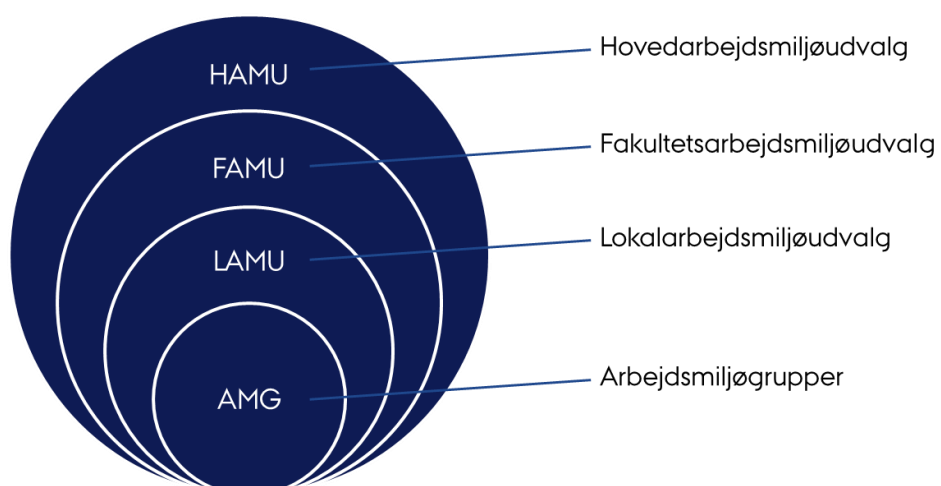 HAMU
Hovedarbejdsmiljøudvalg
FAMU
Fakultetsarbejdsmiljøudvalg
LAMU
Lokalarbejdsmiljøudvalg
AMG
Arbejdsmiljøgrupper